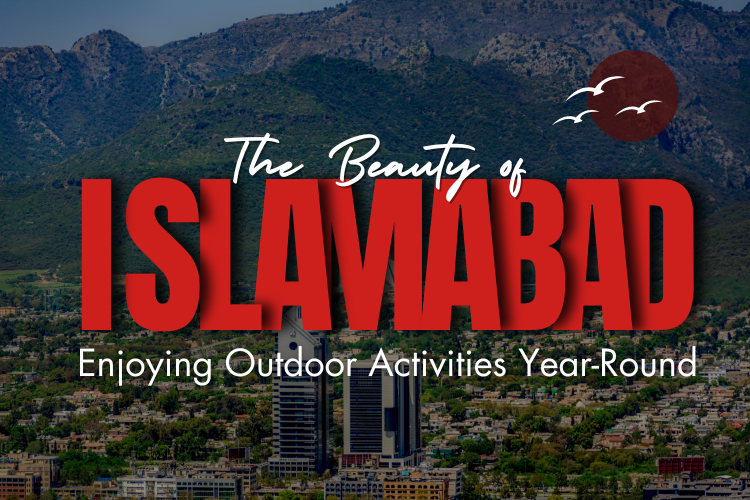 The Beauty of
ISLAMABAD
Enjoying Outdoor Activities Year-Round